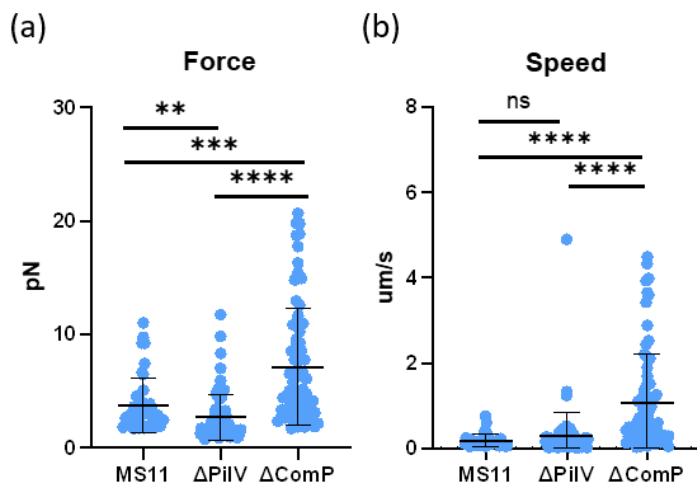 (a)
Force
30
20
10
0
pN
**
***
****
MS11
ΔPilV
ΔComP
(b)
Speed
8
6
4
2
0
um/s
ns
****
****
MS11
ΔPilV
ΔComP